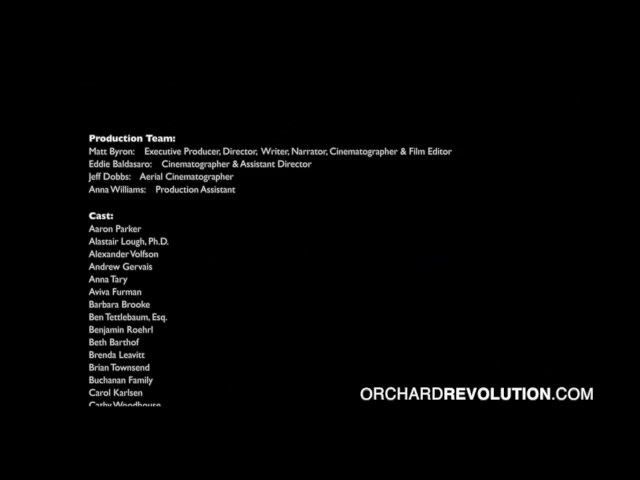 Production Team:
Matt Byron: Executive Producer, Director, Writer, Narrator, Cinematographer & Film Editor
Eddie Baldasaro: Cinematographer & Assistant Director
Jeff Dobbs: Aerial Cinematographer
Anna Williams: Production Assistant
Cast:
Aaron Parker
Alastair Lough, Ph.D.
Alexander Volfson
Andrew Gervais
Anna Tary
Aviva Furman
Barbara Brooke
Ben Tettlebaum, Esq.
Benjamin Roehrl
Beth Barthof
Brenda Leavitt
Brian Townsend
Buchanan Family
Carol Karlsen
Cathy Woodhouse
ORCHARDREVOLUTION.COM